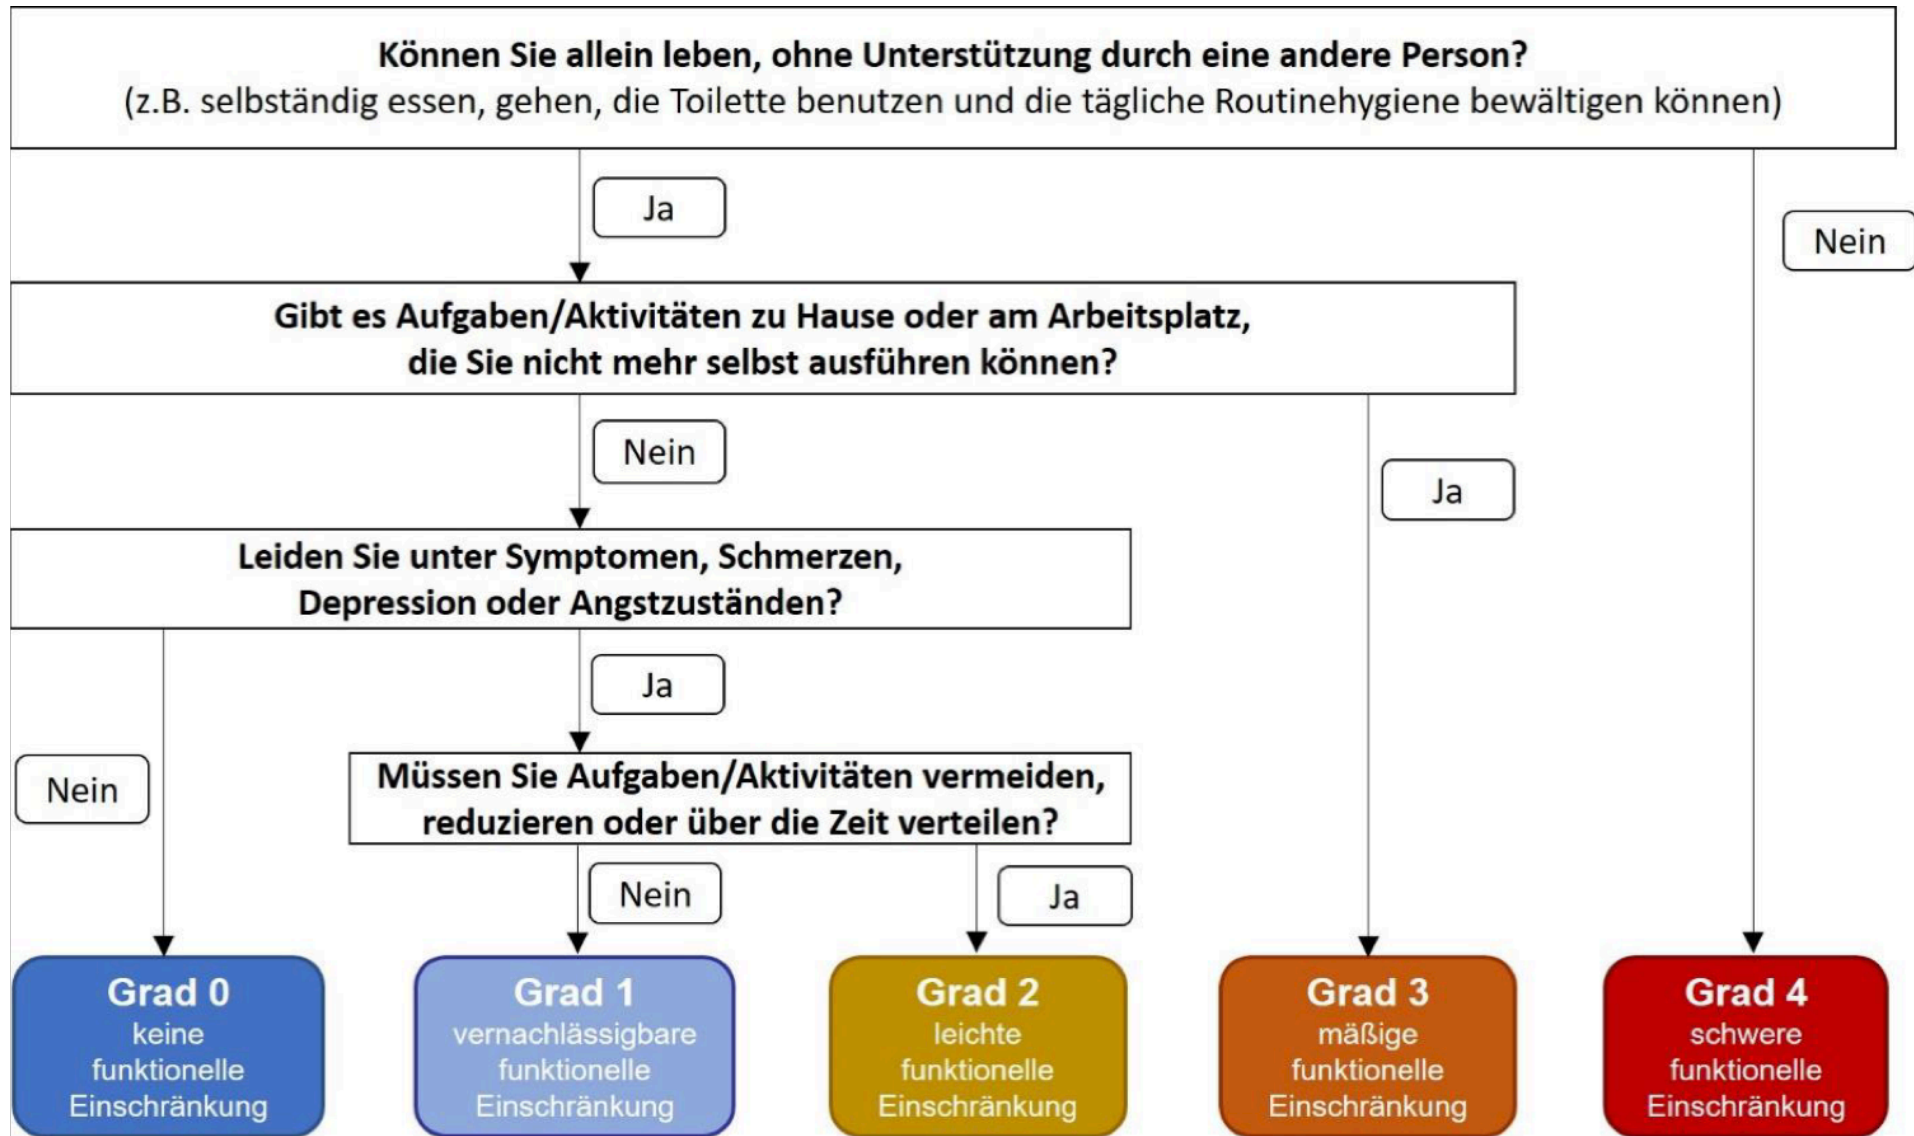 Können Sie allein leben, ohne Unterstützung durch eine andere Person?
(z.B. selbständig essen, gehen, die Toilette benutzen und die tägliche Routinehygiene bewältigen können)
Ja
Nein
Gibt es Aufgaben/Aktivitäten zu Hause oder am Arbeitsplatz,
die Sie nicht mehr selbst ausführen können?
Nein
Ja
Leiden Sie unter Symptomen, Schmerzen,
Depression oder Angstzuständen?
Ja
Nein
Müssen Sie Aufgaben/Aktivitäten vermeiden,
reduzieren oder über die Zeit verteilen?
Nein
Ja
Grad 0
keine
funktionelle
Einschränkung
Grad 1
vernachlässigbare
funktionelle
Einschränkung
Grad 2
leichte
funktionelle
Einschränkung
Grad 3
mäßige
funktionelle
Einschränkung
Grad 4
schwere
funktionelle
Einschränkung